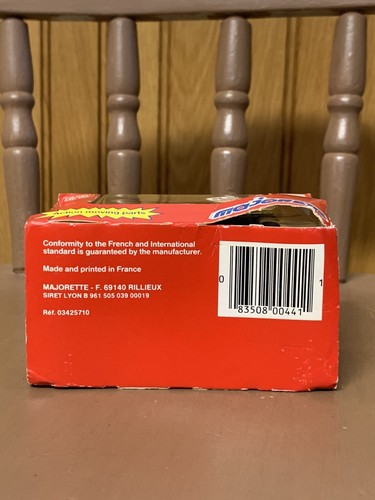 Action moving parts
majorette
Conformity to the French and international
standard is guaranteed by the manufacturer.
Made and printed in France
MAJORETTE - F. 69140 RILLIEUX
SIRET LYON B 961 505 039 00019
Réf. 03425710
0 83508 00441 1